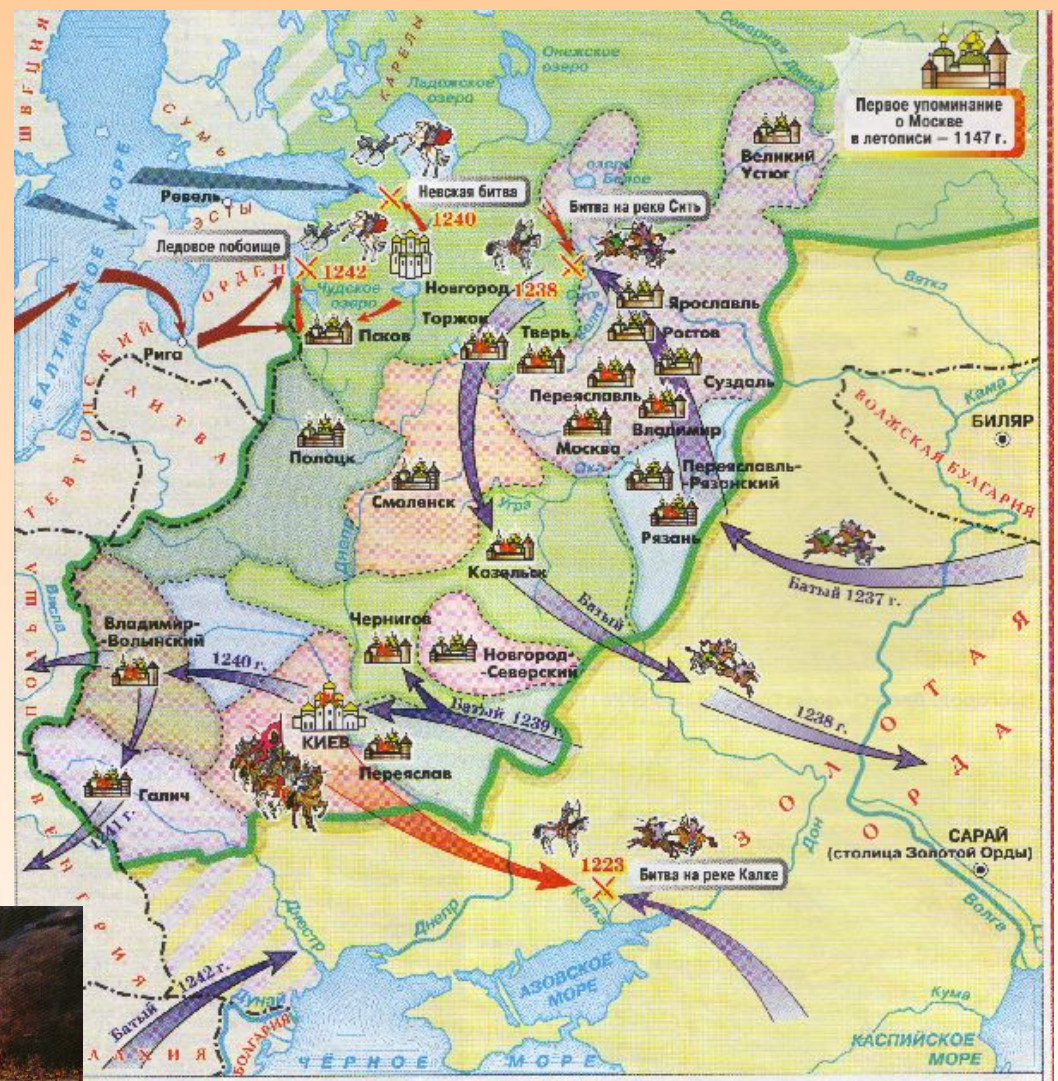 ШВЕЦИЯ
СУМЬ
КАРЕЛЫ
Ладожское
озеро
Онежское
озеро
Северная Двина
Первое упоминание
о Москве
в летописи – 1147 г.
Великий
Устюг
озеро
Белое
Невская битва
1240
Битва на реке Сить
Ревель
ЭСТЫ
Ледовое побоище
1242
Чудское
озеро
ОРДЕН
Новгород
1238
Сить
Волга
Ярославль
Вятка
БАЛТИЙСКОЕ МОРЕ
Рига
Псков
Торжок
Тверь
Ростов
Суздаль
Переяславль
Владимир
Москва
Ока
Кама
БИЛЯР
ВОЛЖСКАЯ БУЛГАРИЯ
ТЕВТОНСКИЙ
ЛИТВА
Полоцк
Смоленск
Днепр
Угра
Переяславль-
-Рязанский
Рязань
Козельск
Батый 1237 г.
Батый
1238 г.
ПОЛЬША
Висла
Владимир-
-Волынский
1240 г.
Чернигов
Новгород-
-Северский
Батый 1239 г.
КИЕВ
Переяслав
Галич
1241 г.
ВЕНГРИЯ
ЗОЛОТАЯ
ОРДА
Дон
САРАЙ
(столица Золотой Орды)
Волга
1223
Битва на реке Калке
Калка
Днепр
Днестр
Батый 1242 г.
Дунай
БОЛГАРИЯ
АЗОВСКОЕ
МОРЕ
ЧЁРНОЕ МОРЕ
Кума
КАСПИЙСКОЕ
МОРЕ